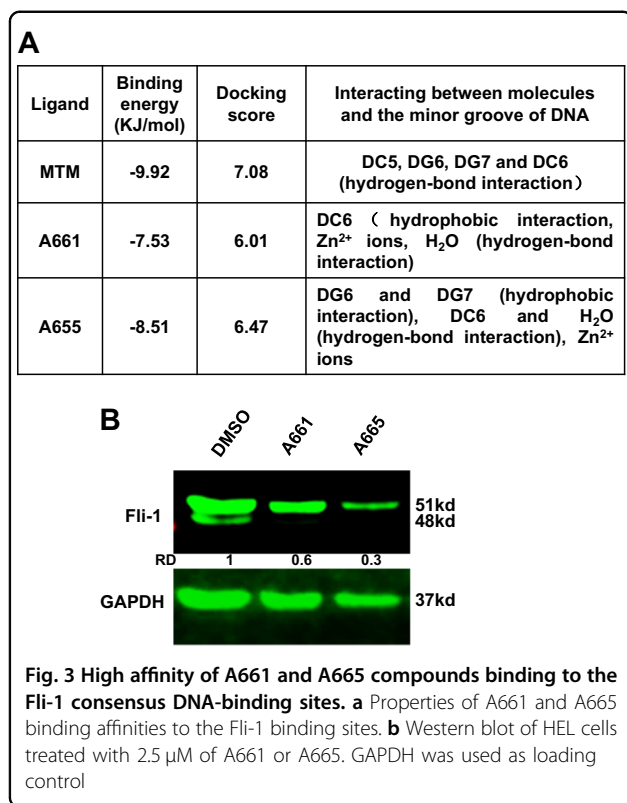 A
Ligand
Binding
energy
(KJ/mol)
Docking
score
Interacting between molecules
and the minor groove of DNA
MTM
-9.92
7.08
DC5, DG6, DG7 and DC6
(hydrogen-bond interaction）
A661
-7.53
6.01
DC6 （ hydrophobic interaction,
Zn²⁺ ions, H₂O (hydrogen-bond
interaction)
A655
-8.51
6.47
DG6 and DG7 (hydrophobic
interaction), DC6 and H₂O
(hydrogen-bond interaction), Zn²⁺
ions
B
DMSO
A661
A665
Fli-1
51kd
48kd
RD 1 0.6 0.3
GAPDH
37kd
Fig. 3 High affinity of A661 and A665 compounds binding to the
Fli-1 consensus DNA-binding sites. a Properties of A661 and A665
binding affinities to the Fli-1 binding sites. b Western blot of HEL cells
treated with 2.5 μM of A661 or A665. GAPDH was used as loading
control